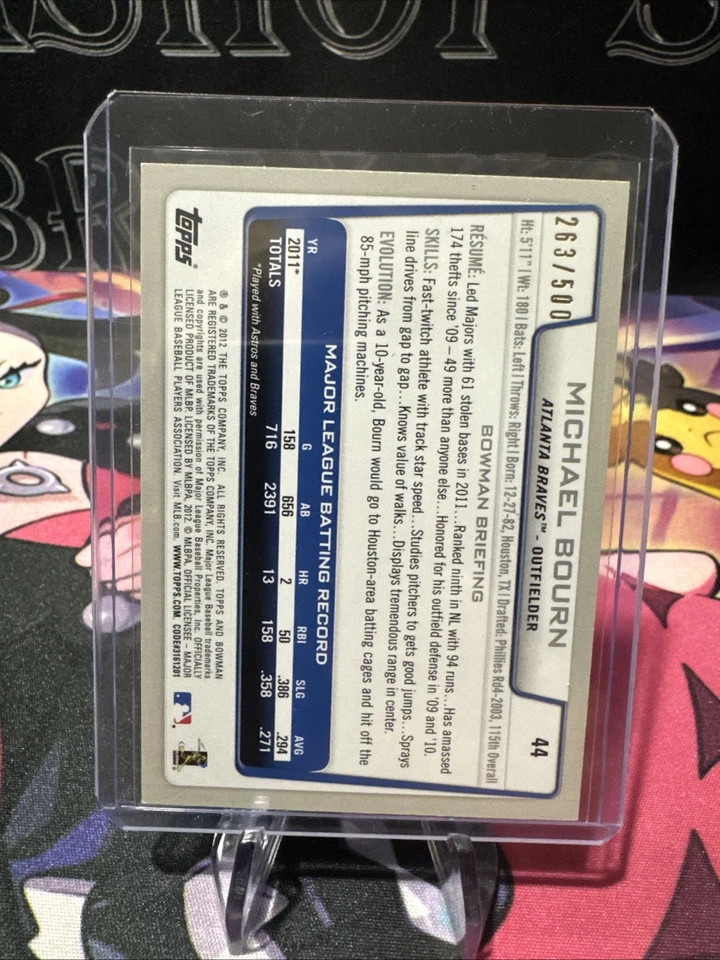 263/500
MICHAEL BOURN
44
ATLANTA BRAVES™ - OUTFIELDER
Ht: 5'11" | Wt: 180 | Bats: Left | Throws: Right | Born: 12-27-82, Houston, TX | Drafted: Phillies Rd4-2003, 115th Overall
BOWMAN BRIEFING
RÉSUMÉ: Led Majors with 61 stolen bases in 2011...Ranked ninth in NL with 94 runs...Has amassed
174 thefts since '09 – 49 more than anyone else...Honored for his outfield defense in '09 and '10.
SKILLS: Fast-twitch athlete with track star speed...Studies pitchers to gets good jumps...Sprays
line drives from gap to gap...Knows value of walks...Displays tremendous range in center.
EVOLUTION: As a 10-year-old, Bourn would go to Houston-area batting cages and hit off the
85-mph pitching machines.
MAJOR LEAGUE BATTING RECORD
YR G AB HR RBI SLG AVG
2011* 158 656 2 50 .386 .294
TOTALS 716 2391 13 158 .358 .271
*Played with Astros and Braves
topps®
® & © 2012 THE TOPPS COMPANY, INC. ALL RIGHTS RESERVED. TOPPS AND BOWMAN
ARE REGISTERED TRADEMARKS OF THE TOPPS COMPANY, INC. Major League Baseball trademarks
and copyrights are used with permission of Major League Baseball Properties, Inc. OFFICIALLY
LICENSED PRODUCT OF MLBP. LICENSED BY MLBPA, 2012. © MLBPA. OFFICIAL LICENSEE – MAJOR
LEAGUE BASEBALL PLAYERS ASSOCIATION. Visit MLB.com. WWW.TOPPS.COM. CODE#3161201